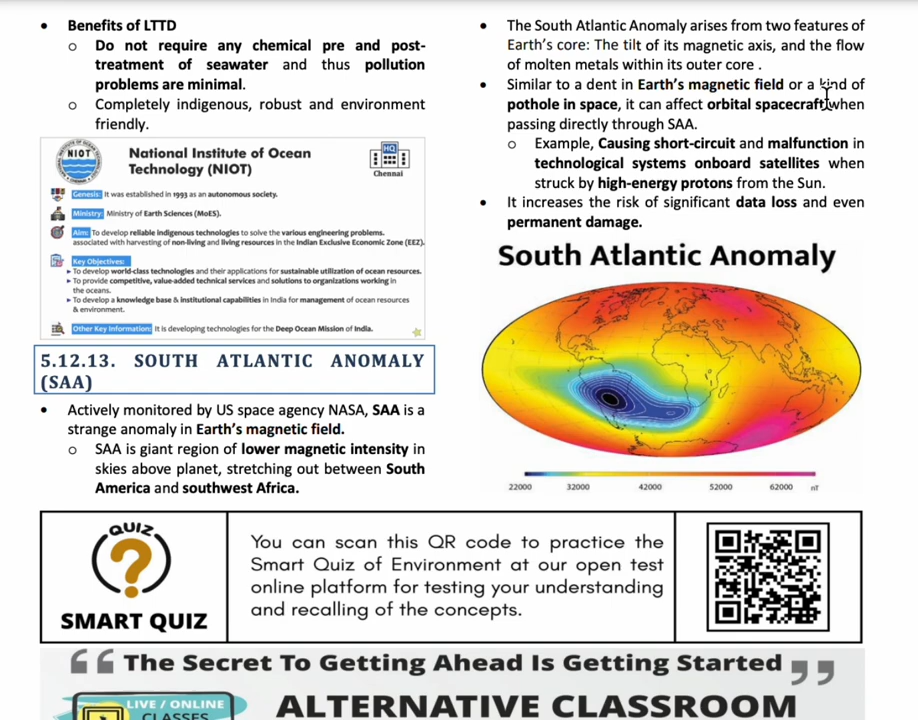 • Benefits of LTTD
o Do not require any chemical pre and post-
treatment of seawater and thus pollution
problems are minimal.
o Completely indigenous, robust and environment
friendly.
NIOT
National Institute of Ocean
Technology (NIOT)
HQ
Chennai
Genesis: It was established in 1993 as an autonomous society.
Ministry: Ministry of Earth Sciences (MoES).
Aim: To develop reliable indigenous technologies to solve the various engineering problems.
associated with harvesting of non-living and living resources in the Indian Exclusive Economic Zone (EEZ).
Key Objectives:
▸ To develop world-class technologies and their applications for sustainable utilization of ocean resources.
▸ To provide competitive, value-added technical services and solutions to organizations working in
the oceans.
▸ To develop a knowledge base & institutional capabilities in India for management of ocean resources
& environment.
Other Key Information: It is developing technologies for the Deep Ocean Mission of India.
5.12.13. SOUTH ATLANTIC ANOMALY
(SAA)
• Actively monitored by US space agency NASA, SAA is a
strange anomaly in Earth's magnetic field.
o SAA is giant region of lower magnetic intensity in
skies above planet, stretching out between South
America and southwest Africa.
• The South Atlantic Anomaly arises from two features of
Earth's core: The tilt of its magnetic axis, and the flow
of molten metals within its outer core .
• Similar to a dent in Earth's magnetic field or a kind of
pothole in space, it can affect orbital spacecraft when
passing directly through SAA.
o Example, Causing short-circuit and malfunction in
technological systems onboard satellites when
struck by high-energy protons from the Sun.
• It increases the risk of significant data loss and even
permanent damage.
South Atlantic Anomaly
22000 32000 42000 52000 62000 nT
QUIZ
?
SMART QUIZ
You can scan this QR code to practice the
Smart Quiz of Environment at our open test
online platform for testing your understanding
and recalling of the concepts.
“ The Secret To Getting Ahead Is Getting Started ”
LIVE / ONLINE
CLASSES
ALTERNATIVE CLASSROOM